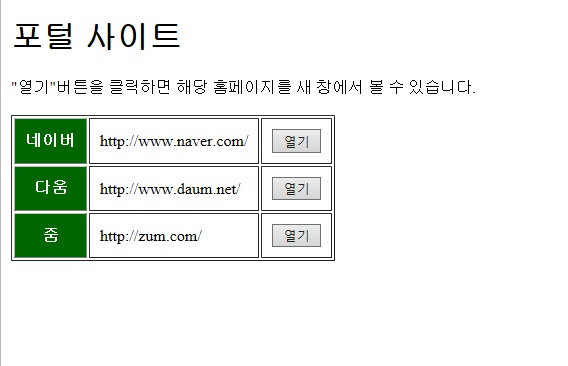 포털 사이트
"열기"버튼을 클릭하면 해당 홈페이지를 새 창에서 볼 수 있습니다.
네이버 http://www.naver.com/ 열기
다움 http://www.daum.net/ 열기
줌 http://zum.com/ 열기